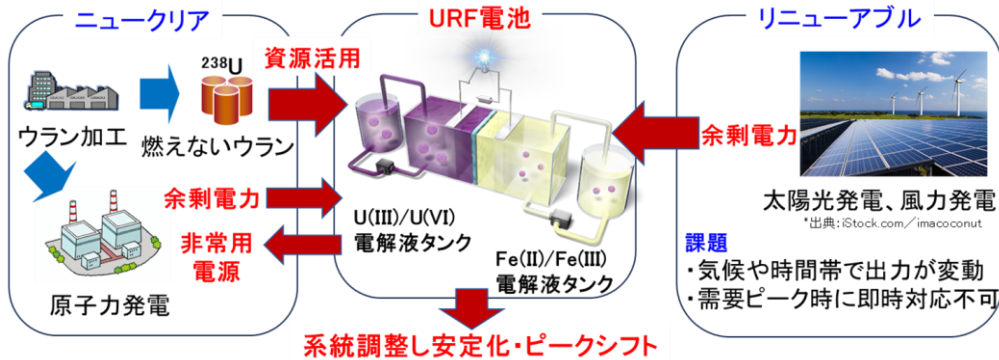 ニュークリア
ウラン加工
²³⁸U
燃えないウラン
原子力発電
資源活用
余剰電力
非常用
電源
URF電池
U(III)/U(VI)
電解液タンク
Fe(II)/Fe(III)
電解液タンク
系統調整し安定化・ピークシフト
リニューアブル
余剰電力
太陽光発電、風力発電
*出典:iStock.com/imacoconut
課題
・気候や時間帯で出力が変動
・需要ピーク時に即時対応不可